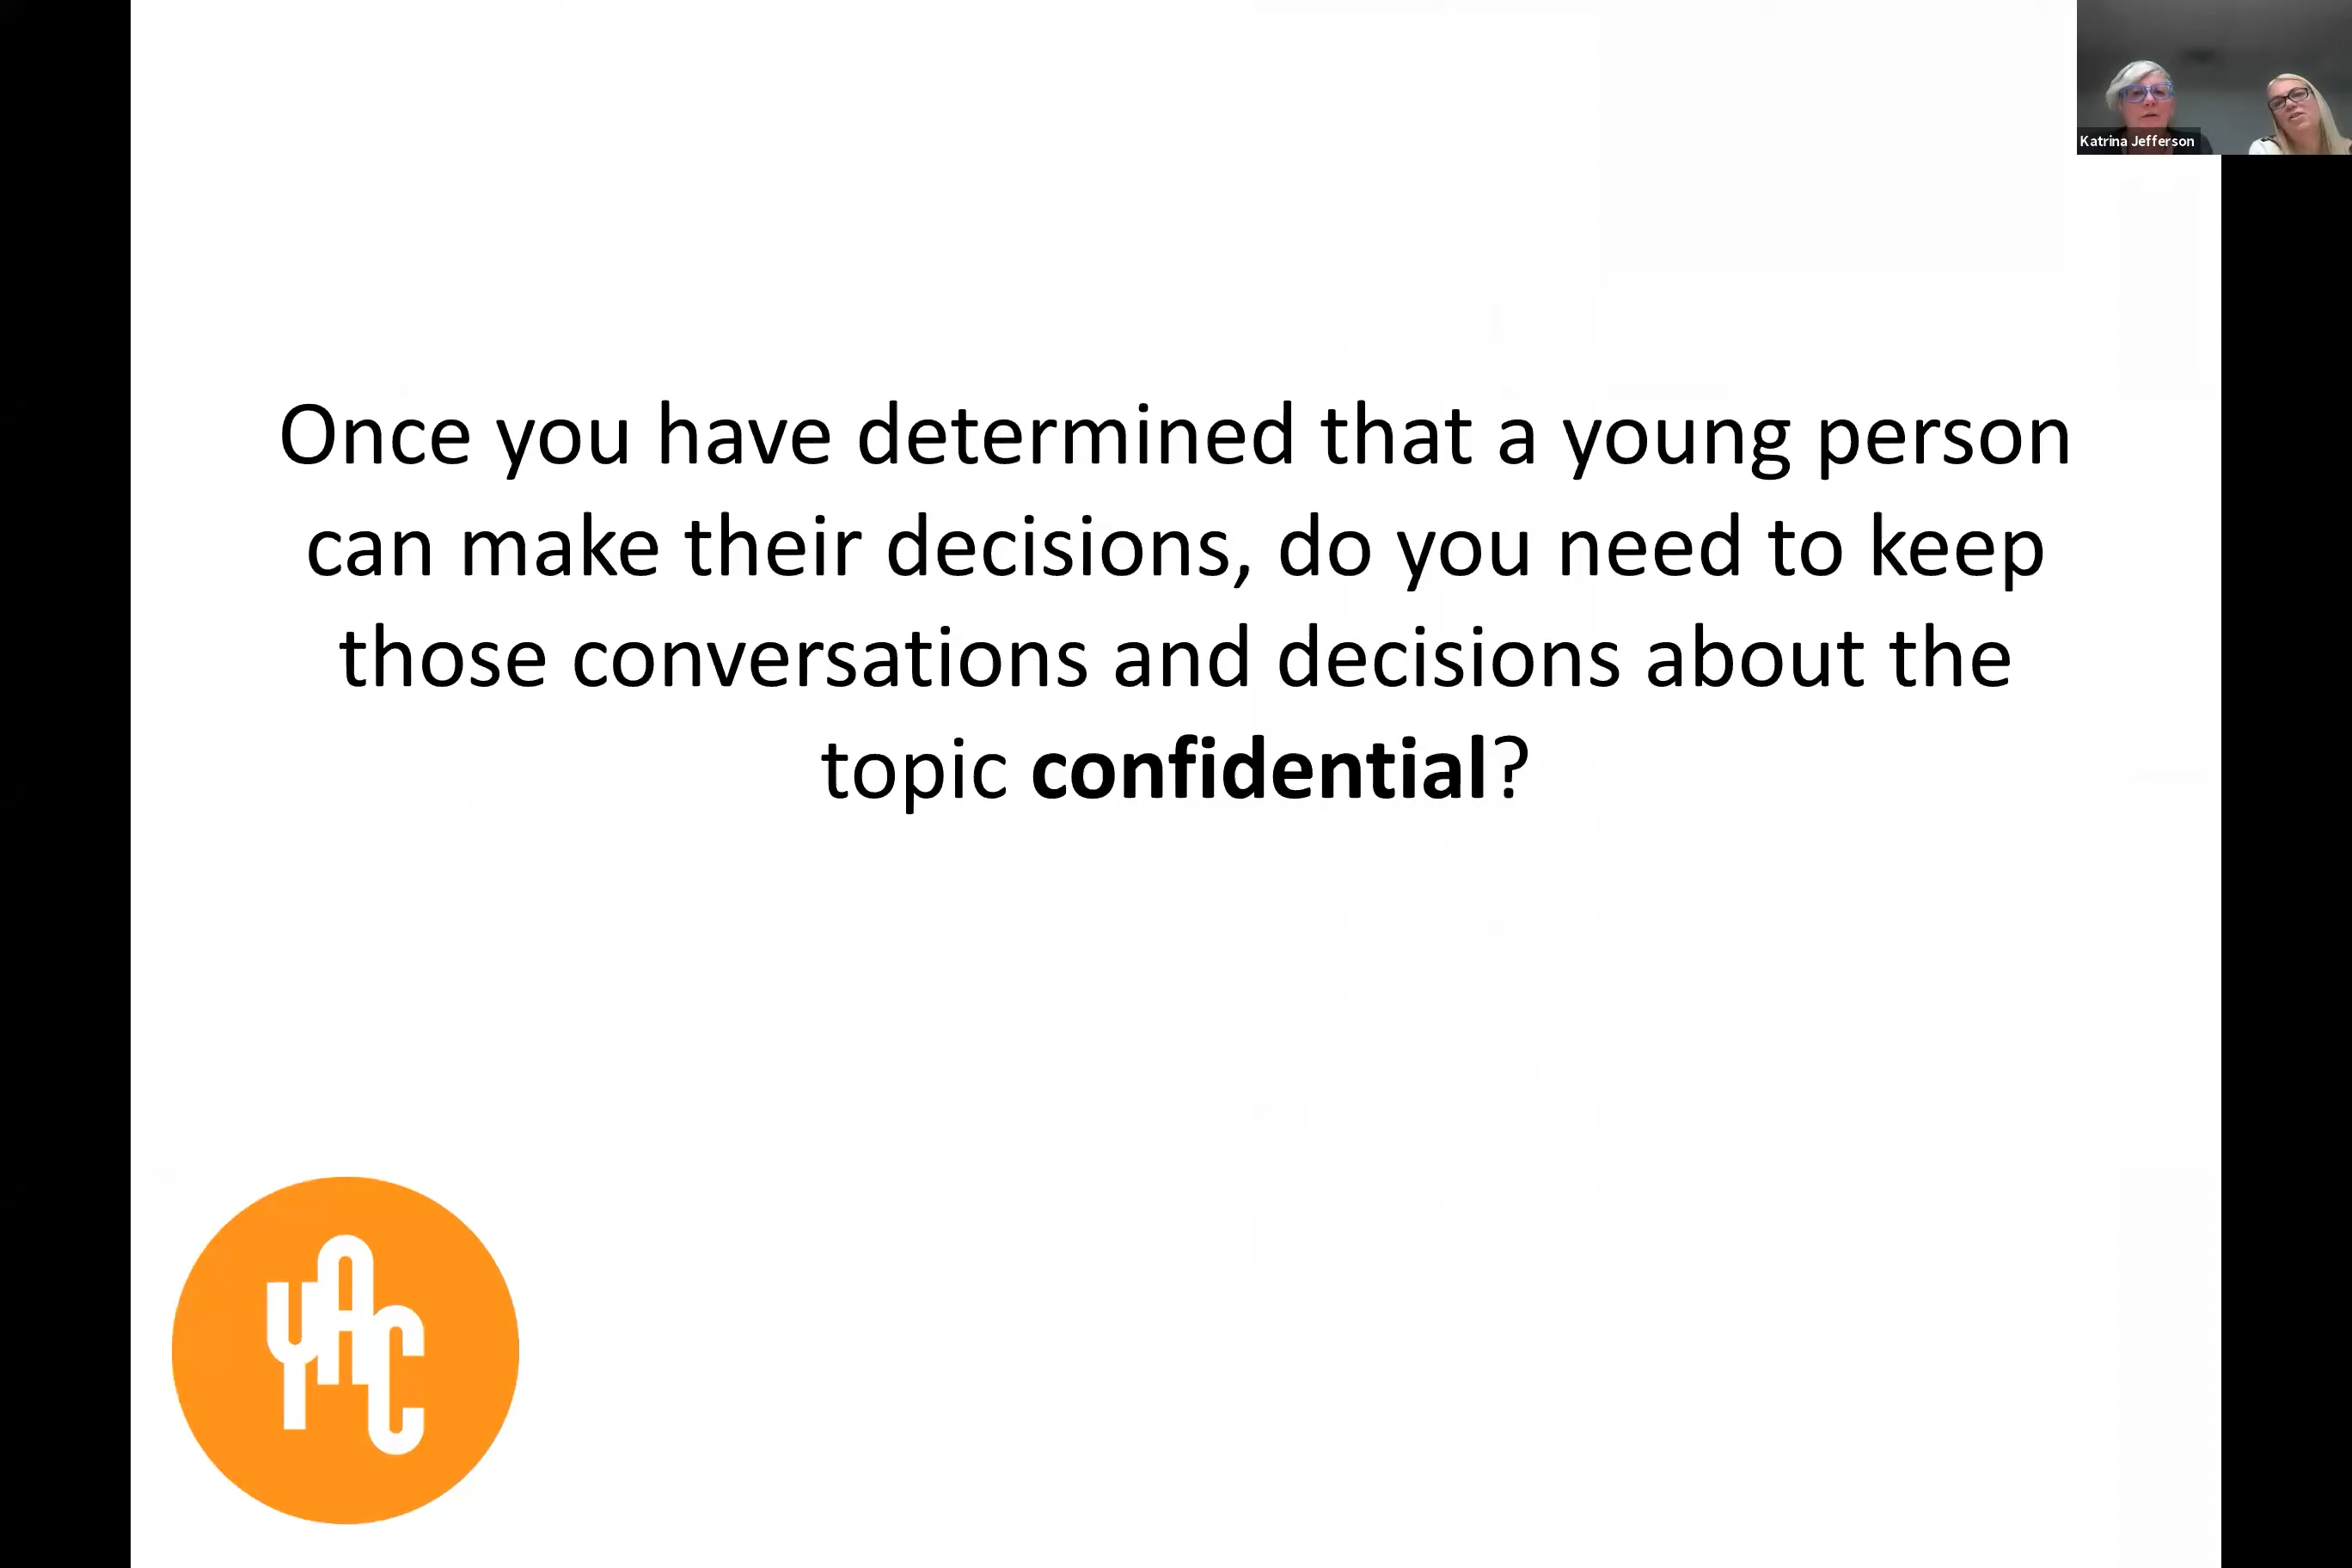 Katrina Jefferson
Once you have determined that a young person
can make their decisions, do you need to keep
those conversations and decisions about the
topic confidential?
YAC